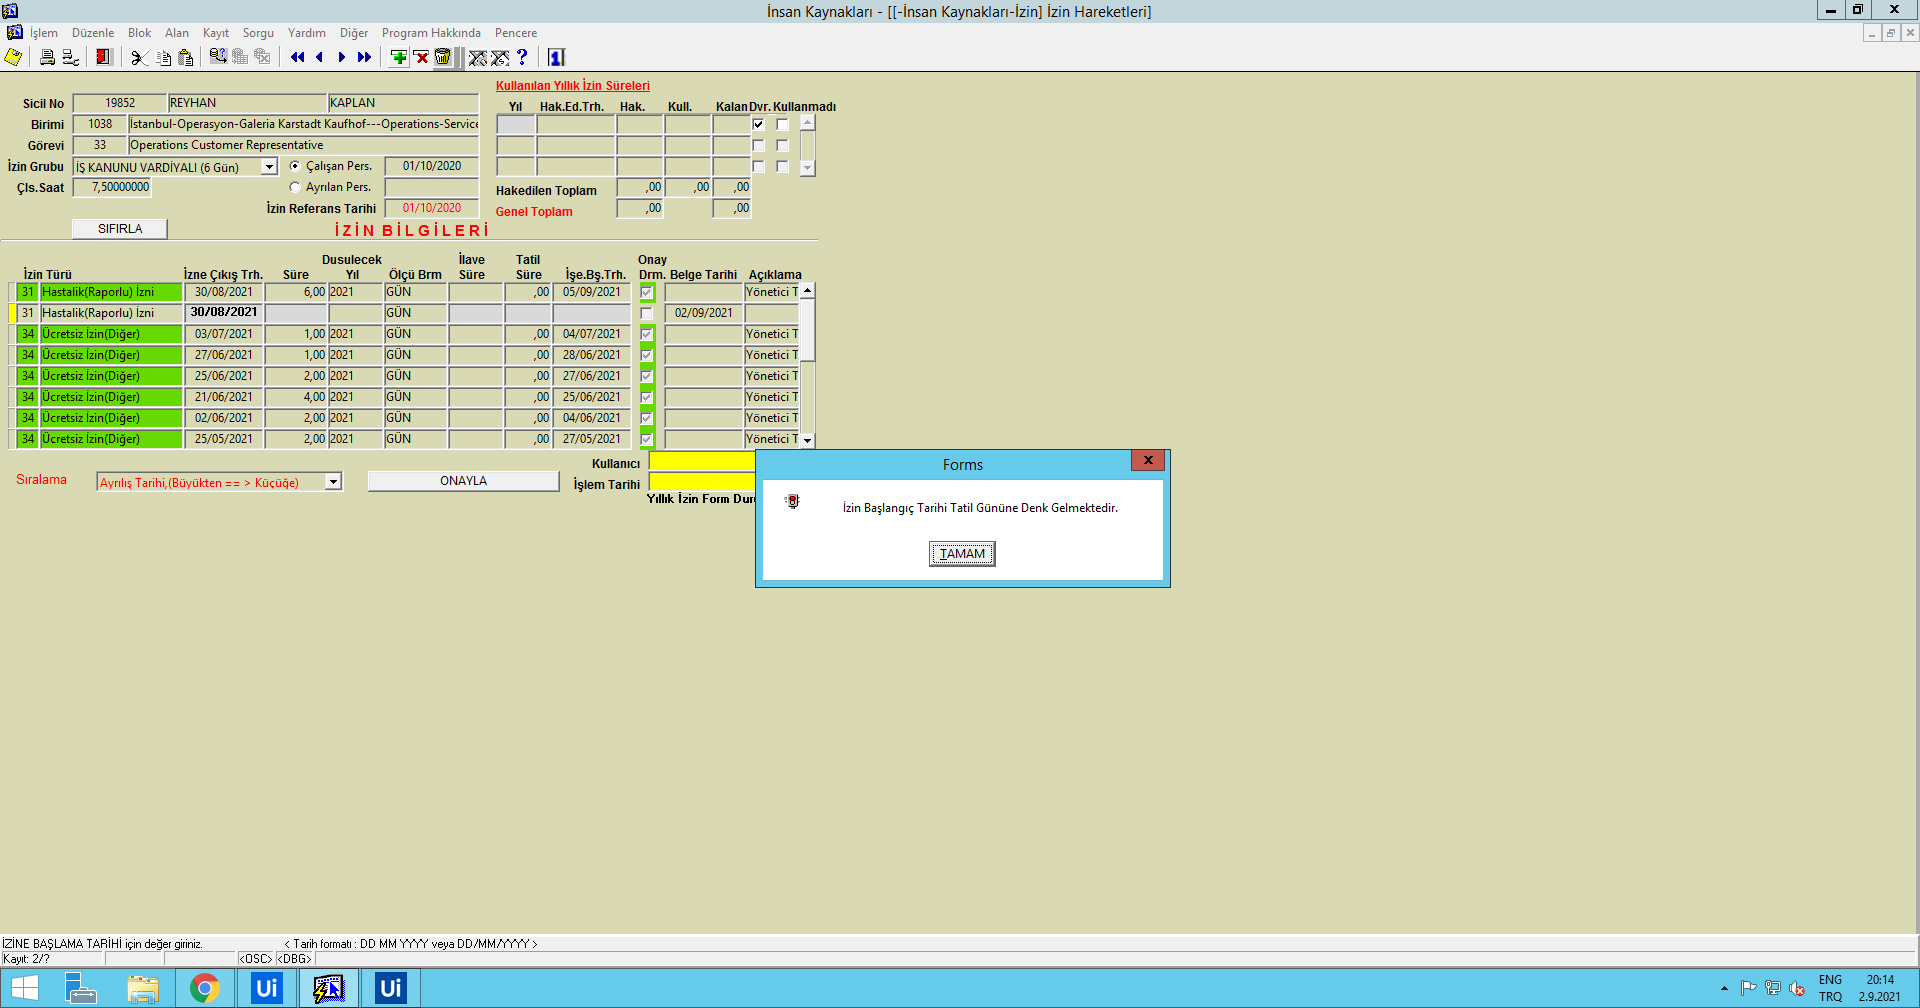 İnsan Kaynakları - [[-İnsan Kaynakları-İzin] İzin Hareketleri]
İşlem Düzenle Blok Alan Kayıt Sorgu Yardım Diğer Program Hakkında Pencere
Kullanılan Yıllık İzin Süreleri
Sicil No 19852 REYHAN KAPLAN
Yıl Hak.Ed.Trh. Hak. Kull. Kalan Dvr. Kullanmadı
Birimi 1038 İstanbul-Operasyon-Galeria Karstadt Kaufhof---Operations-Service
Görevi 33 Operations Customer Representative
İzin Grubu İŞ KANUNU VARDİYALI (6 Gün) Çalışan Pers. 01/10/2020
Çlş.Saat 7,50000000 Ayrılan Pers.
Hakedilen Toplam ,00 ,00 ,00
İzin Referans Tarihi 01/10/2020
Genel Toplam ,00 ,00
SIFIRLA
İZİN BİLGİLERİ
İzin Türü İzne Çıkış Trh. Süre Dusulecek Yıl Ölçü Brm İlave Süre Tatil Süre İşe.Bş.Trh. Onay Drm. Belge Tarihi Açıklama
31 Hastalik(Raporlu) İzni 30/08/2021 6,00 2021 GÜN ,00 05/09/2021 Yönetici T
31 Hastalik(Raporlu) İzni 30/08/2021 GÜN 02/09/2021
34 Ücretsiz İzin(Diğer) 03/07/2021 1,00 2021 GÜN ,00 04/07/2021 Yönetici T
34 Ücretsiz İzin(Diğer) 27/06/2021 1,00 2021 GÜN ,00 28/06/2021 Yönetici T
34 Ücretsiz İzin(Diğer) 25/06/2021 2,00 2021 GÜN ,00 27/06/2021 Yönetici T
34 Ücretsiz İzin(Diğer) 21/06/2021 4,00 2021 GÜN ,00 25/06/2021 Yönetici T
34 Ücretsiz İzin(Diğer) 02/06/2021 2,00 2021 GÜN ,00 04/06/2021 Yönetici T
34 Ücretsiz İzin(Diğer) 25/05/2021 2,00 2021 GÜN ,00 27/05/2021 Yönetici T
Sıralama Ayrılış Tarihi,(Büyükten == > Küçüğe) ONAYLA
Kullanıcı
İşlem Tarihi
Yıllık İzin Form Duru
Forms
İzin Başlangıç Tarihi Tatil Gününe Denk Gelmektedir.
TAMAM
İZİNE BAŞLAMA TARİHİ için değer giriniz. < Tarih formatı : DD MM YYYY veya DD/MM/YYYY >
Kayıt: 2/? <OSC> <DBG>
Ui
Ui
ENG 20:14
TRQ 2.9.2021